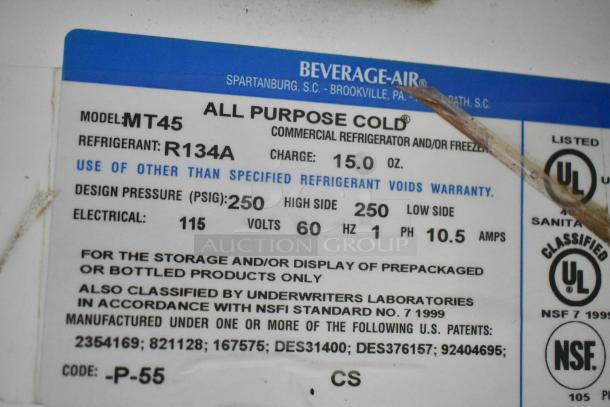 BEVERAGE-AIR®
SPARTANBURG, S.C. - BROOKVILLE, PA. - PATH, S.C.
ALL PURPOSE COLD®
MODEL: MT45
COMMERCIAL REFRIGERATOR AND/OR FREEZER
REFRIGERANT: R134A CHARGE: 15.0 OZ.
USE OF OTHER THAN SPECIFIED REFRIGERANT VOIDS WARRANTY.
DESIGN PRESSURE (PSIG): 250 HIGH SIDE 250 LOW SIDE
ELECTRICAL: 115 VOLTS 60 HZ 1 PH 10.5 AMPS
FOR THE STORAGE AND/OR DISPLAY OF PREPACKAGED
OR BOTTLED PRODUCTS ONLY
ALSO CLASSIFIED BY UNDERWRITERS LABORATORIES
IN ACCORDANCE WITH NSFI STANDARD NO. 7 1999
MANUFACTURED UNDER ONE OR MORE OF THE FOLLOWING U.S. PATENTS:
2354169; 821128; 167575; DES31400; DES376157; 92404695;
CODE: -P-55 CS
LISTED
UL
SANITA
CLASSIFIED
UL
NSF 7 1999
NSF
105
AUCTION GROUP